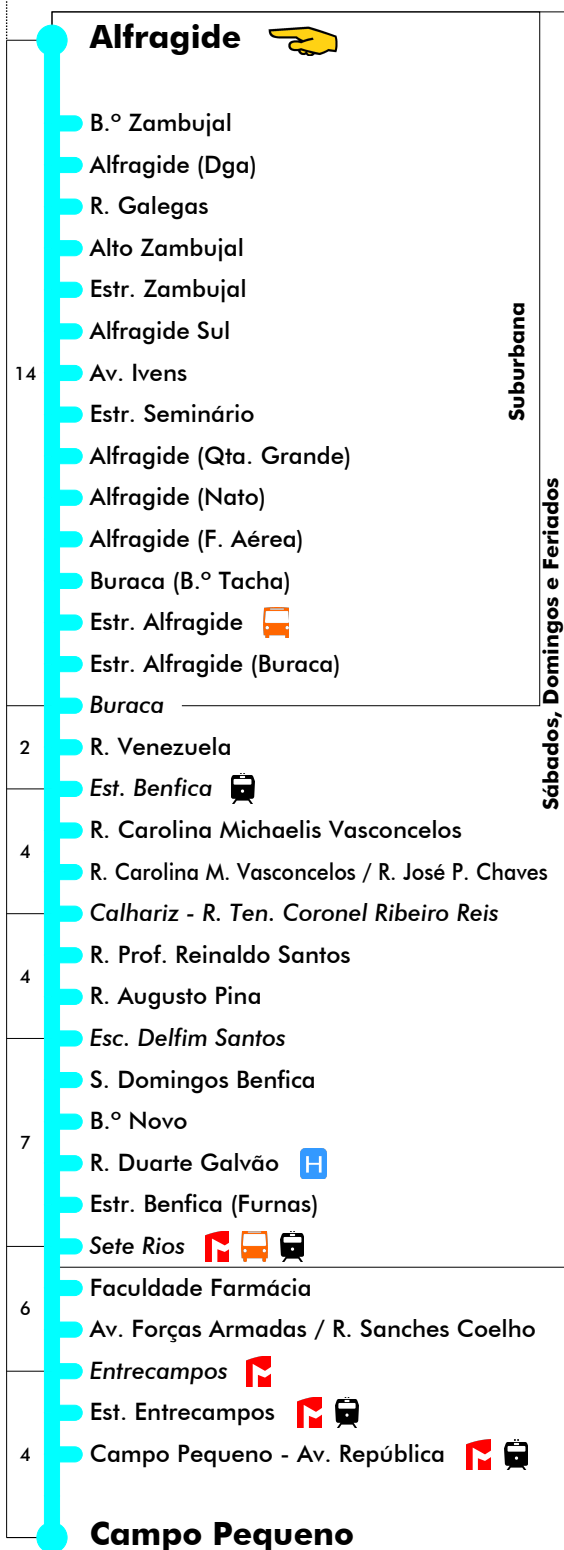 Alfragide
B.º Zambujal
Alfragide (Dga)
R. Galegas
Alto Zambujal
Estr. Zambujal
Alfragide Sul
14
Av. Ivens
Suburbana
Estr. Seminário
Alfragide (Qta. Grande)
Alfragide (Nato)
Alfragide (F. Aérea)
Buraca (B.º Tacha)
Estr. Alfragide
Estr. Alfragide (Buraca)
Sábados, Domingos e Feriados
Buraca
2
R. Venezuela
Est. Benfica
R. Carolina Michaelis Vasconcelos
4
R. Carolina M. Vasconcelos / R. José P. Chaves
Calhariz - R. Ten. Coronel Ribeiro Reis
R. Prof. Reinaldo Santos
4
R. Augusto Pina
Esc. Delfim Santos
S. Domingos Benfica
B.º Novo
7
R. Duarte Galvão H
Estr. Benfica (Furnas)
Sete Rios
Faculdade Farmácia
6
Av. Forças Armadas / R. Sanches Coelho
Entrecampos
Est. Entrecampos
4
Campo Pequeno - Av. República
Campo Pequeno